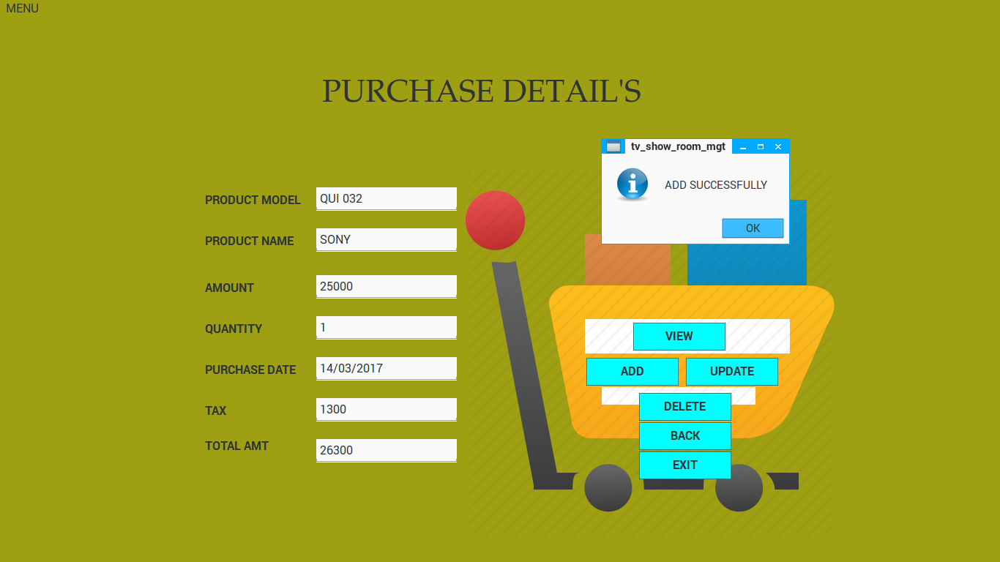 MENU
PURCHASE DETAIL'S
tv_show_room_mgt
ADD SUCCESSFULLY
OK
PRODUCT MODEL QUI 032
PRODUCT NAME SONY
AMOUNT 25000
QUANTITY 1
PURCHASE DATE 14/03/2017
TAX 1300
TOTAL AMT 26300
VIEW
ADD UPDATE
DELETE
BACK
EXIT